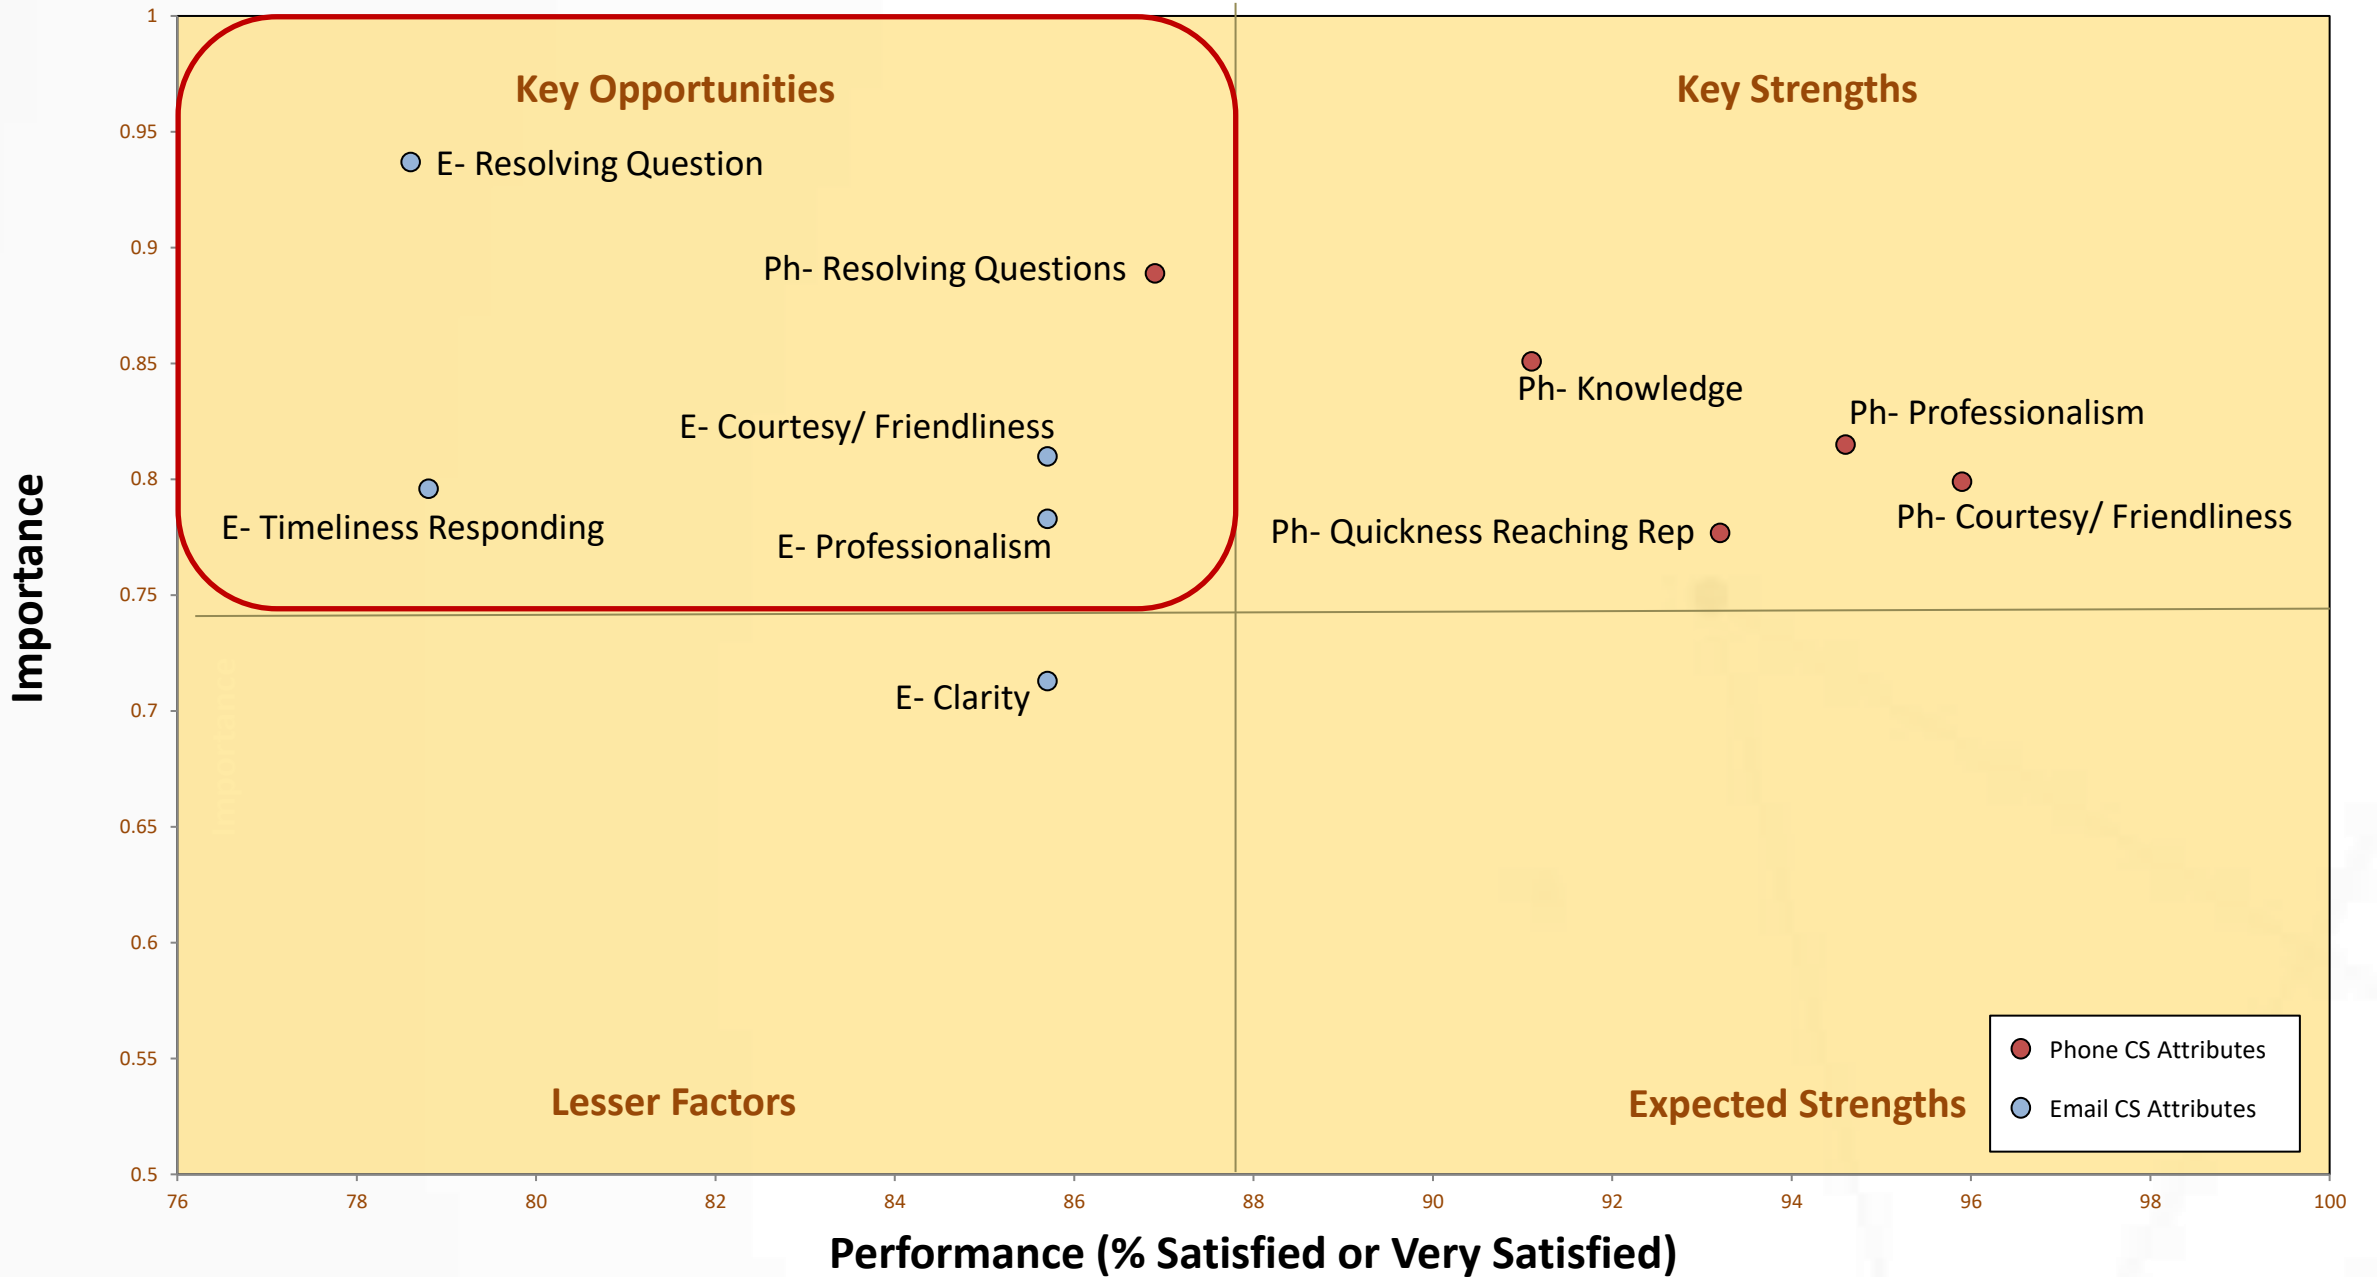 1
Key Opportunities
Key Strengths
0.95
E- Resolving Question
0.9
Ph- Resolving Questions
0.85
Ph- Knowledge
Ph- Professionalism
E- Courtesy/ Friendliness
0.8
Ph- Courtesy/ Friendliness
E- Timeliness Responding
E- Professionalism
Ph- Quickness Reaching Rep
0.75
Importance
E- Clarity
0.7
0.65
0.6
0.55
Phone CS Attributes
Lesser Factors
Expected Strengths
Email CS Attributes
0.5
76 78 80 82 84 86 88 90 92 94 96 98 100
Performance (% Satisfied or Very Satisfied)